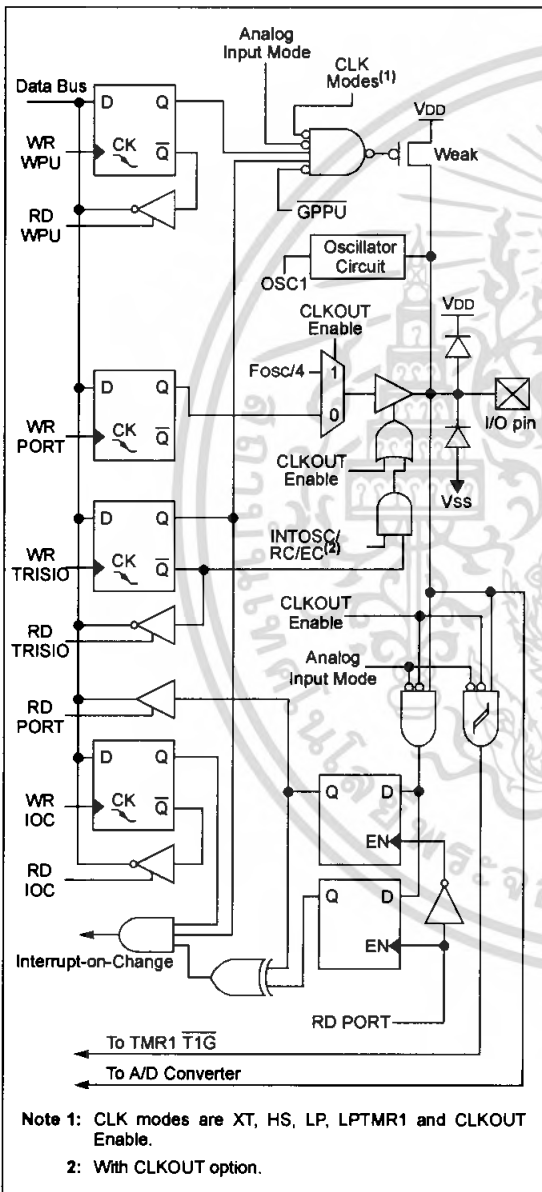 Analog
Input Mode
CLK
Modes(1)
Data Bus
D Q
WR
WPU
CK
Q
VDD
Weak
RD
WPU
GPPU
Oscillator
Circuit
OSC1
CLKOUT
Enable
VDD
Fosc/4
1
0
D Q
WR
PORT
CK
Q
I/O pin
CLKOUT
Enable
VSS
D Q
WR
TRISIO
CK
Q
INTOSC/
RC/EC(2)
RD
TRISIO
CLKOUT
Enable
Analog
Input Mode
RD
PORT
D Q
WR
IOC
CK
Q
Q D
EN
RD
IOC
Q D
EN
Interrupt-on-Change
RD PORT
To TMR1 T1G
To A/D Converter
Note 1: CLK modes are XT, HS, LP, LPTMR1 and CLKOUT
Enable.
2: With CLKOUT option.